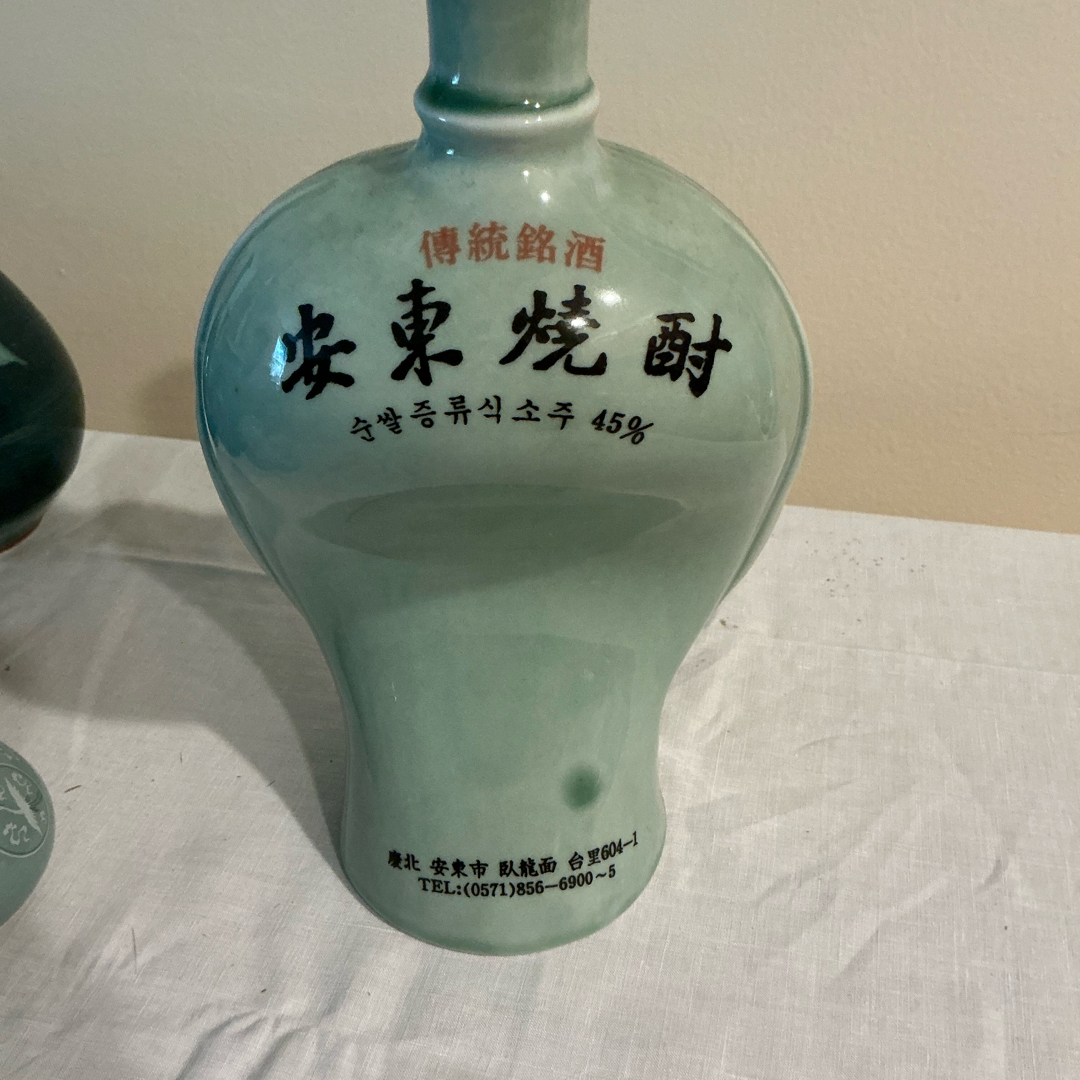 傳統銘酒
安東燒酎
순쌀증류식소주 45%
慶北 安東市 臥龍面 台里604-1
TEL:(0571)856-6900~5